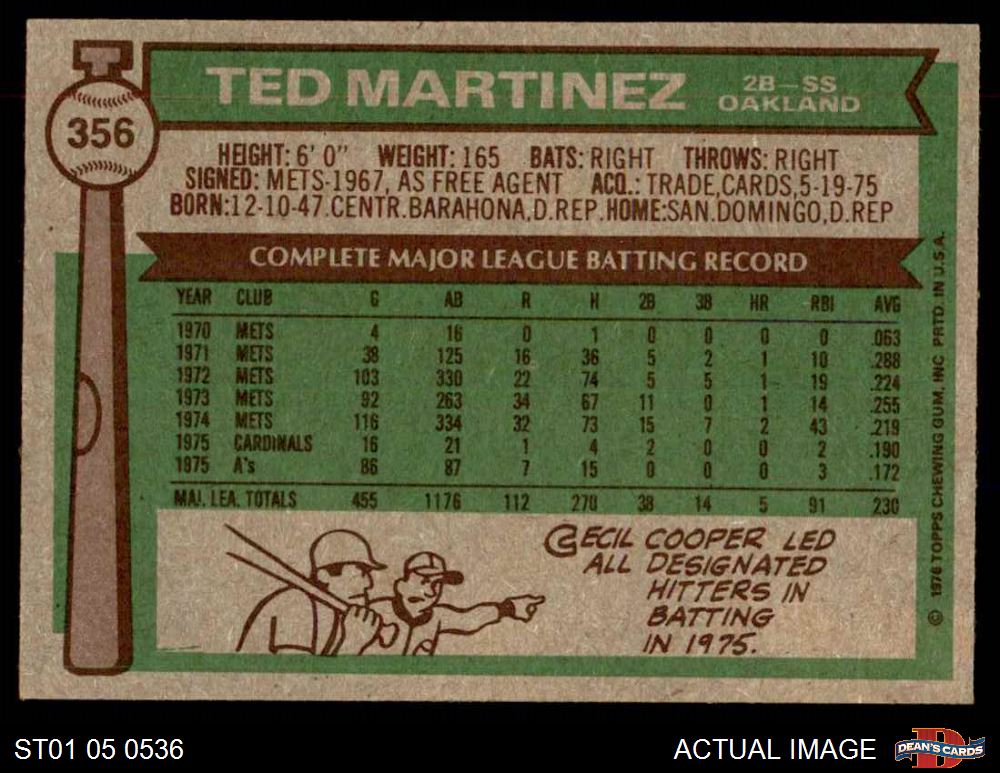 TED MARTINEZ
2B—SS
OAKLAND
356
HEIGHT: 6' 0" WEIGHT: 165 BATS: RIGHT THROWS: RIGHT
SIGNED: METS-1967, AS FREE AGENT ACQ.: TRADE,CARDS,5-19-75
BORN:12-10-47.CENTR.BARAHONA,D.REP.HOME:SAN.DOMINGO,D.REP
COMPLETE MAJOR LEAGUE BATTING RECORD
YEAR CLUB G AB R H 2B 3B HR RBI AVG
1970 METS 4 16 0 1 0 0 0 0 .063
1971 METS 38 125 16 36 5 2 1 10 .288
1972 METS 103 330 22 74 5 5 1 19 .224
1973 METS 92 263 34 67 11 0 1 14 .255
1974 METS 116 334 32 73 15 7 2 43 .219
1975 CARDINALS 16 21 1 4 2 0 0 2 .190
1975 A's 86 87 7 15 0 0 0 3 .172
MAJ. LEA. TOTALS 455 1176 112 270 38 14 5 91 230
CECIL COOPER LED
ALL DESIGNATED
HITTERS IN
BATTING
IN 1975.
© 1976 TOPPS CHEWING GUM, INC PRTD. IN U.S.A.
ST01 05 0536
ACTUAL IMAGE
D
DEAN'S CARDS